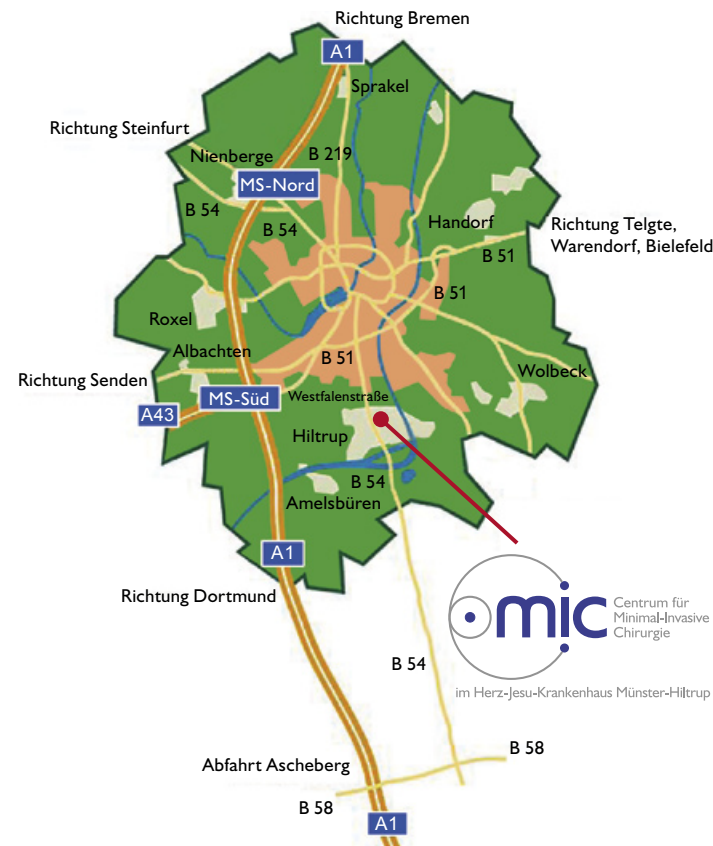 Richtung Bremen
A1
Sprakel
Richtung Steinfurt
Nienberge
B 219
MS-Nord
B 54
B 54
Handorf
Richtung Telgte,
Warendorf, Bielefeld
B 51
B 51
Roxel
Albachten
B 51
Wolbeck
Richtung Senden
MS-Süd
Westfalenstraße
A43
Hiltrup
B 54
Amelsbüren
A1
Richtung Dortmund
mic
Centrum für
Minimal-Invasive
Chirurgie
B 54
im Herz-Jesu-Krankenhaus Münster-Hiltrup
B 58
Abfahrt Ascheberg
B 58
A1